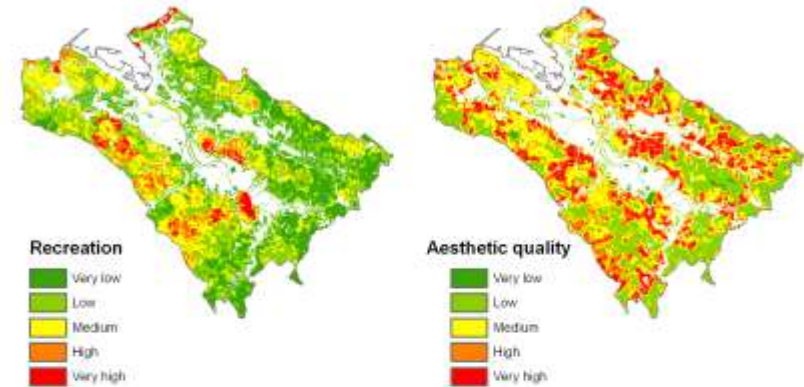 Recreation
Very low
Low
Medium
High
Very high
Aesthetic quality
Very low
Low
Medium
High
Very high